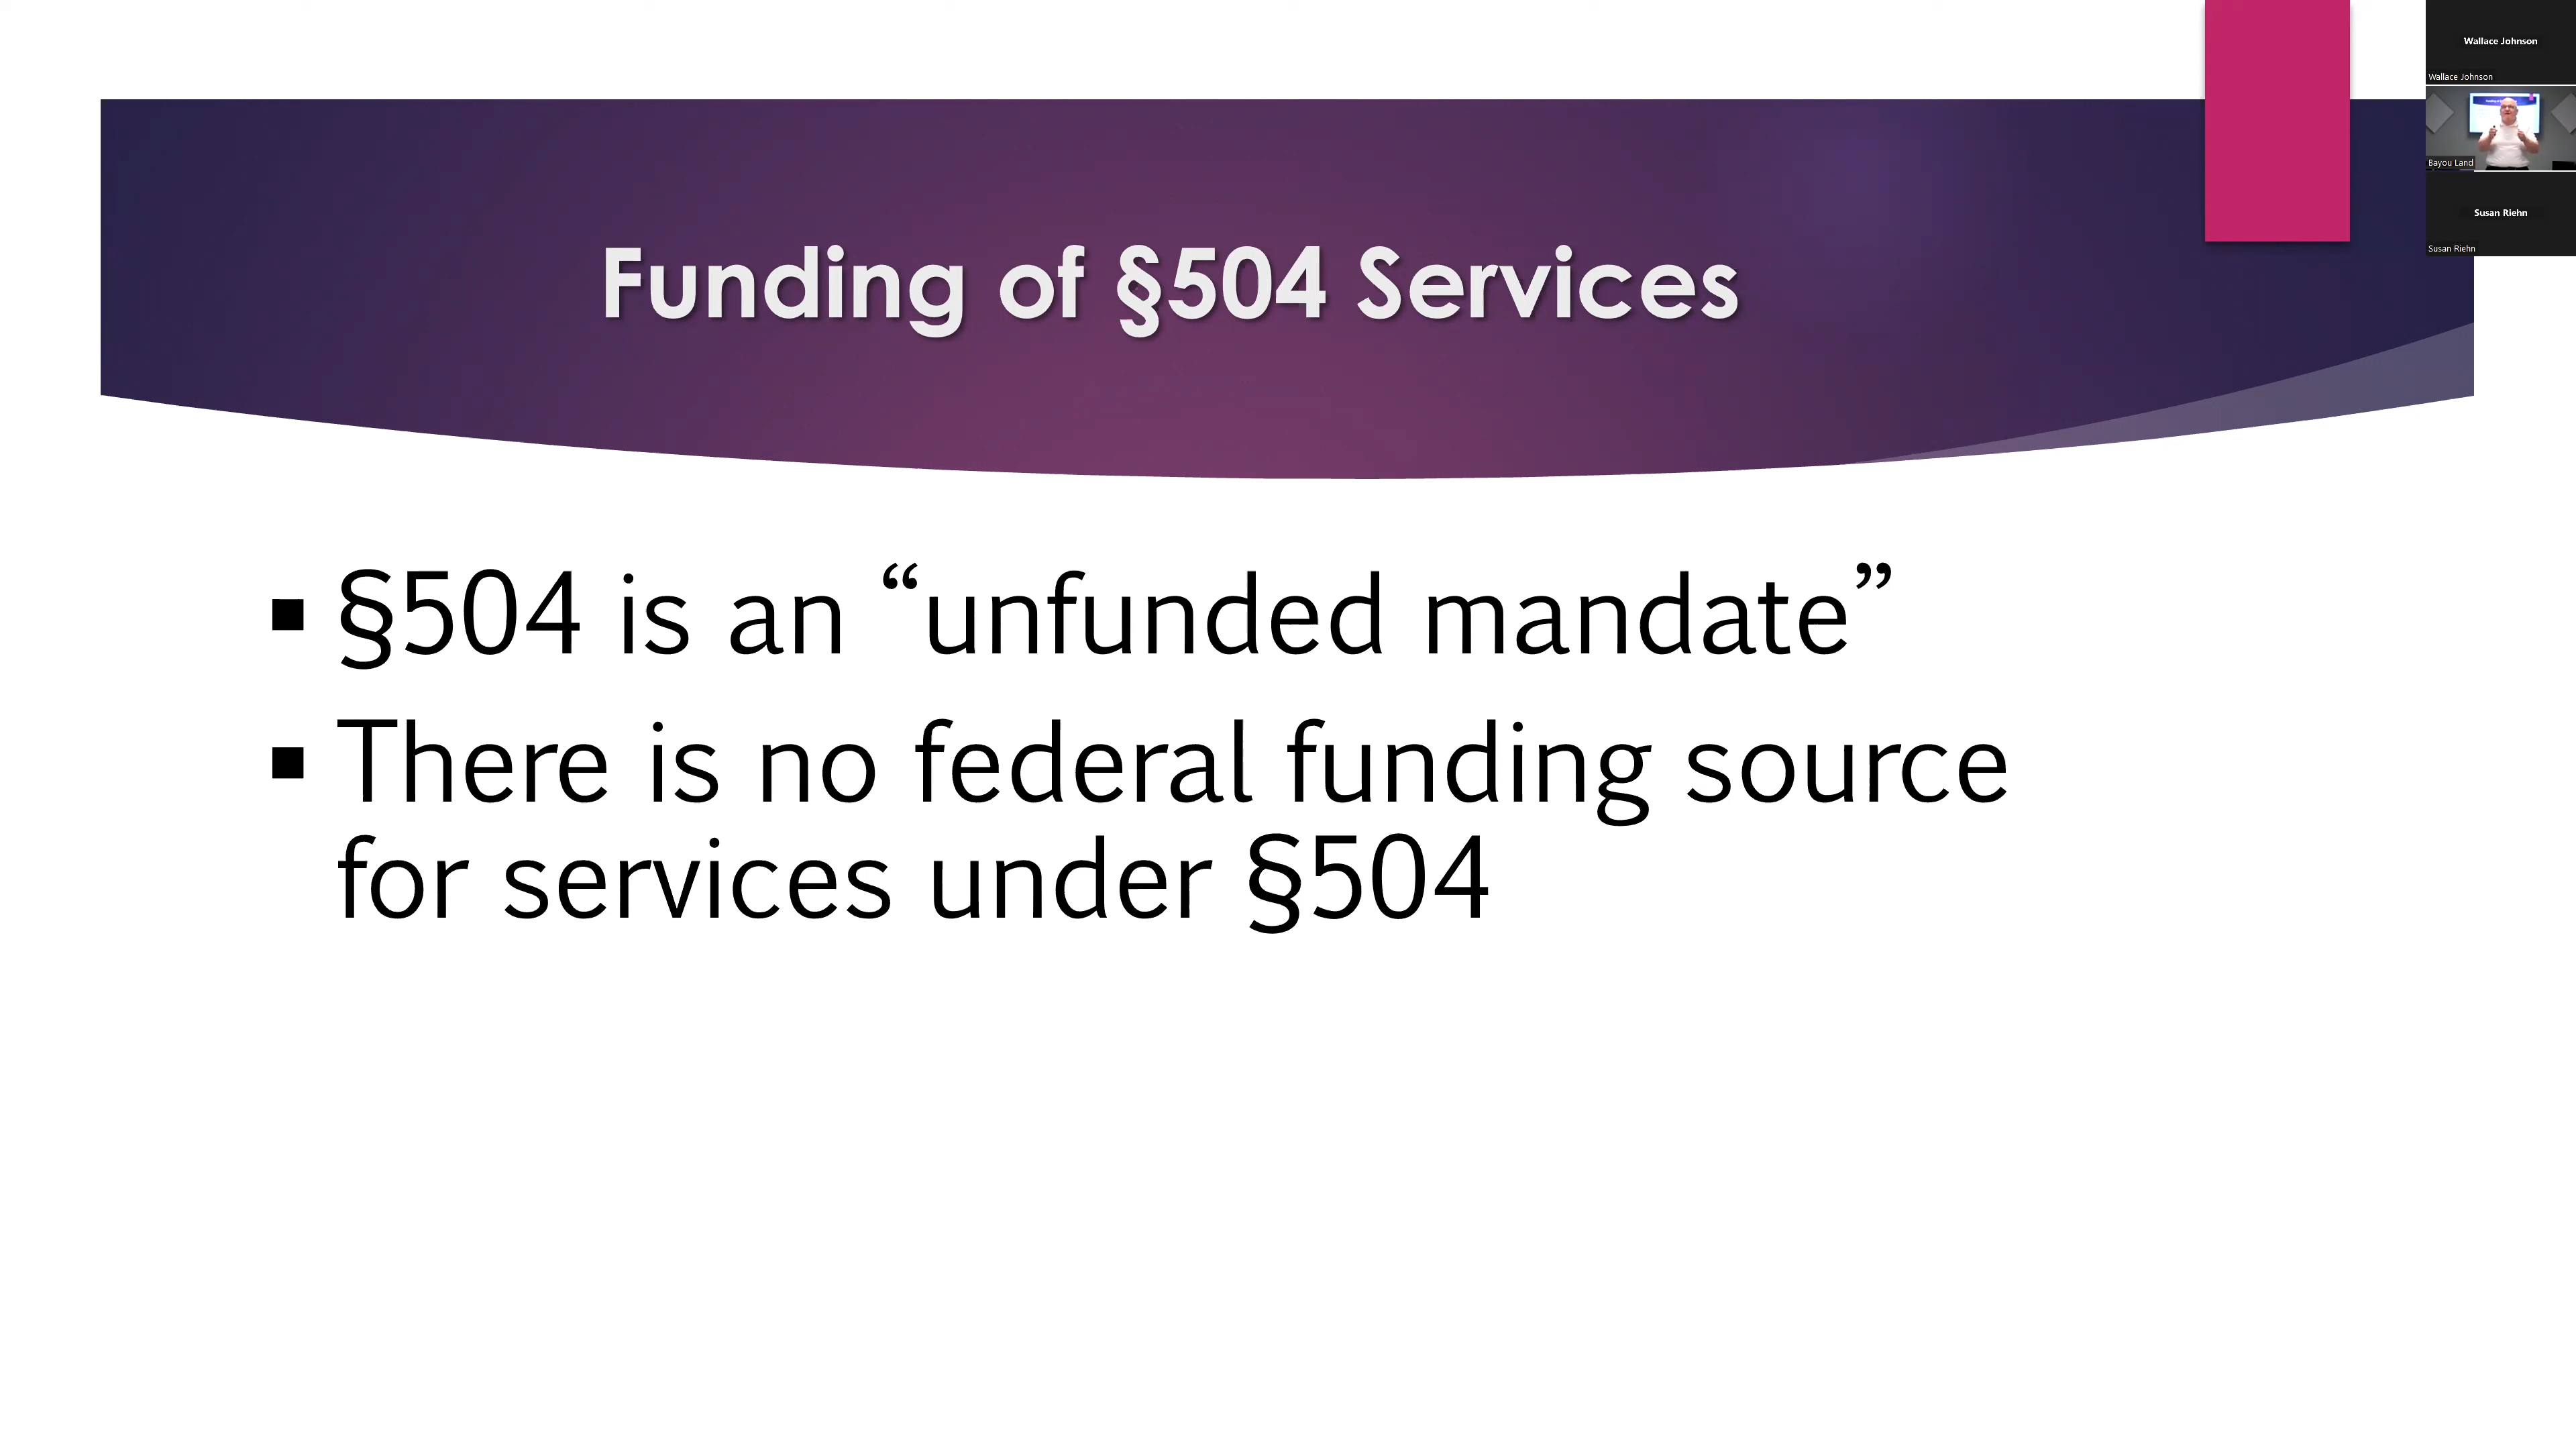 Funding of §504 Services
▪ §504 is an “unfunded mandate”
▪ There is no federal funding source
for services under §504
Wallace Johnson
Wallace Johnson
Bayou Land
Susan Riehn
Susan Riehn